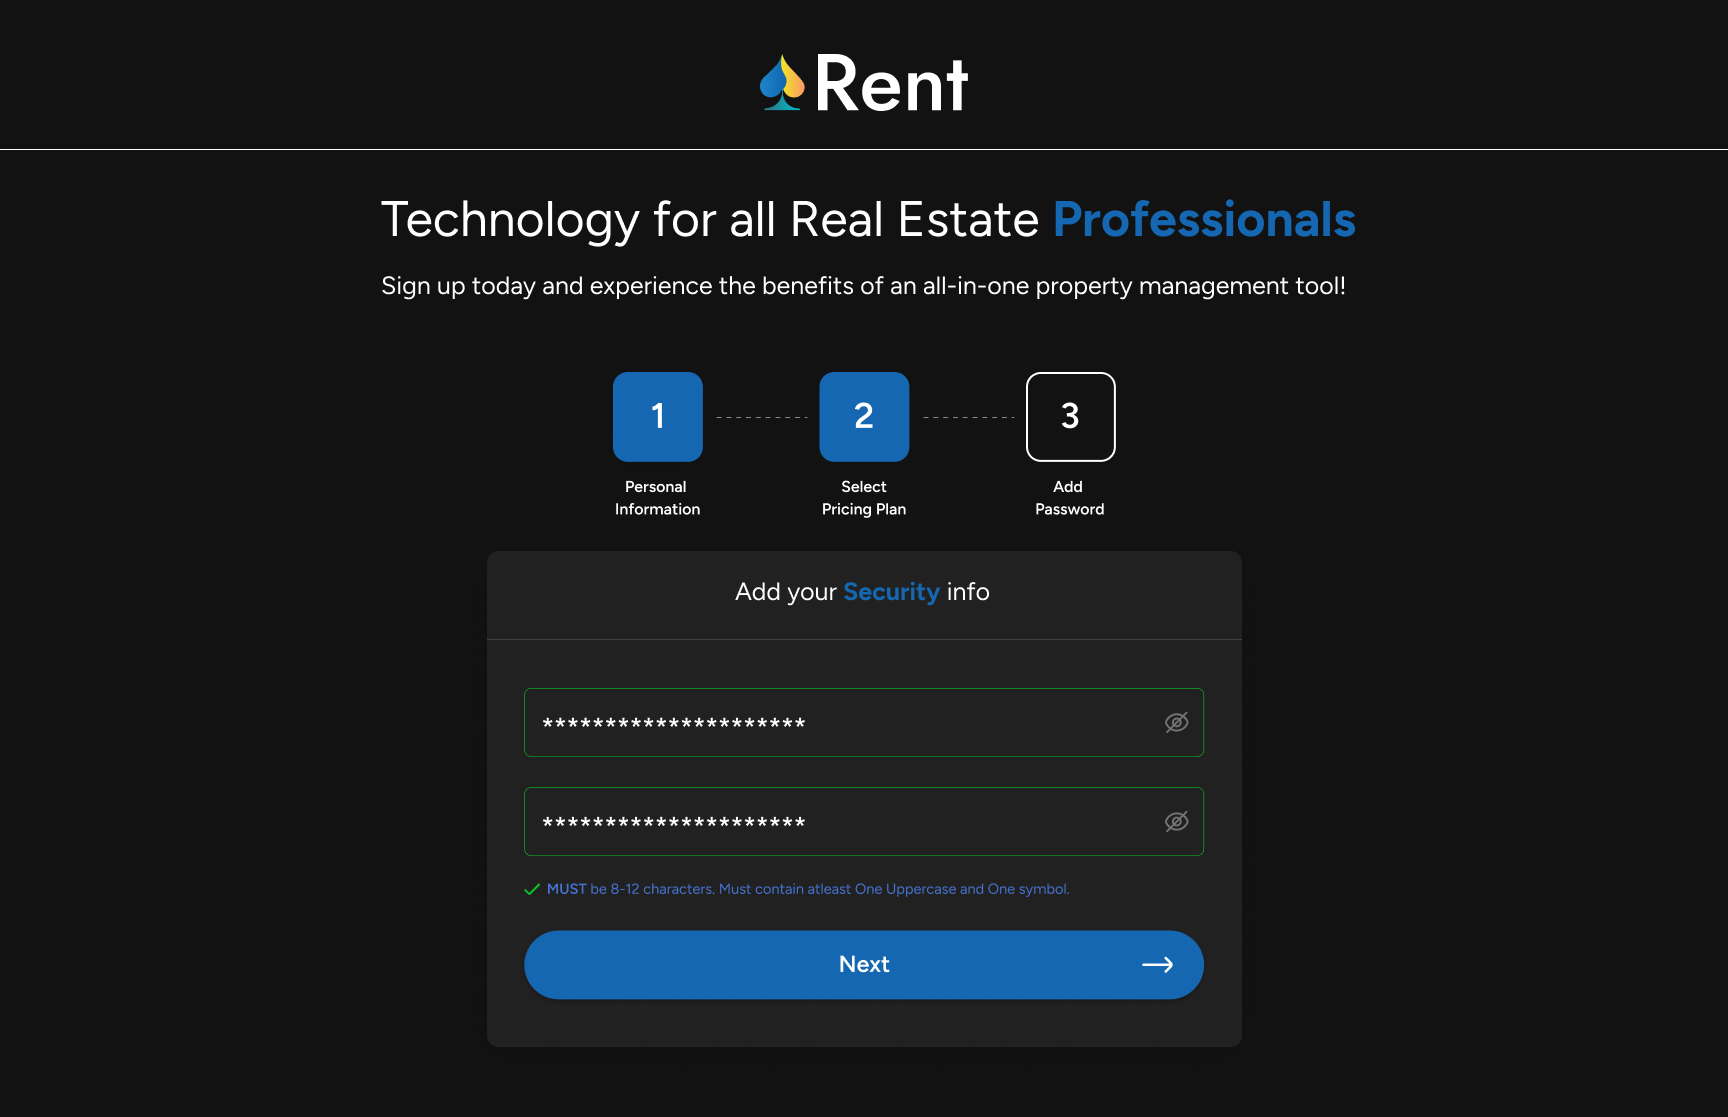 Rent
Technology for all Real Estate Professionals
Sign up today and experience the benefits of an all-in-one property management tool!
1
2
3
Personal
Information
Select
Pricing Plan
Add
Password
Add your Security info
*********************
*********************
MUST be 8-12 characters. Must contain atleast One Uppercase and One symbol.
Next